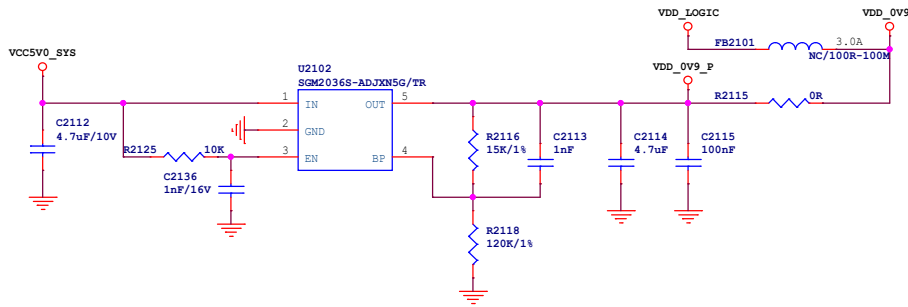 VDD_LOGIC
VDD_0V9
FB2101
3.0A
NC/100R-100M
VCC5V0_SYS
U2102
SGM2036S-ADJXN5G/TR
VDD_0V9_P
1
IN
OUT
5
R2115
0R
C2112
4.7uF/10V
2
GND
R2116
15K/1%
C2113
1nF
C2114
4.7uF
C2115
100nF
R2125
10K
3
EN
BP
4
C2136
1nF/16V
R2118
120K/1%